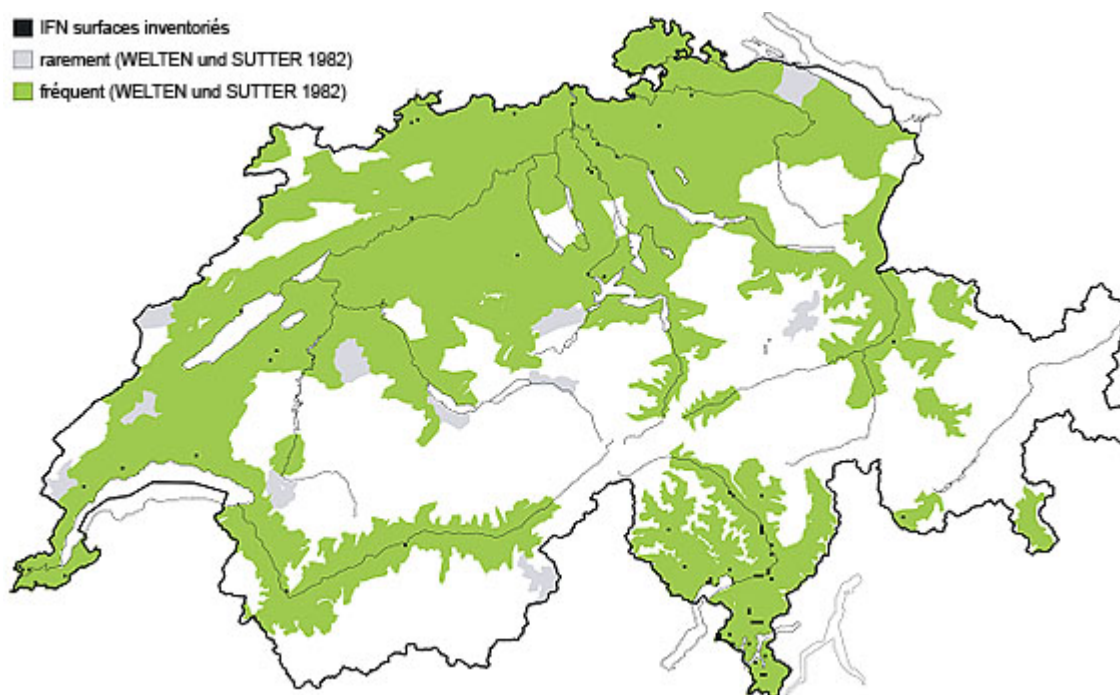 IFN surfaces inventoriés
rarement (WELTEN und SUTTER 1982)
fréquent (WELTEN und SUTTER 1982)